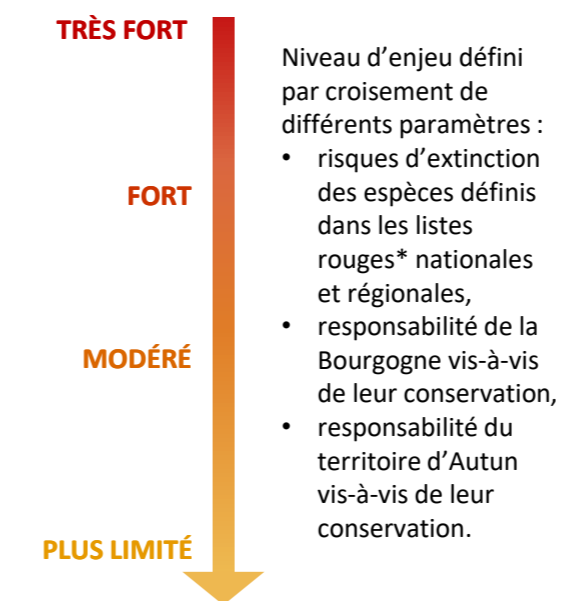 TRÈS FORT
FORT
MODÉRÉ
PLUS LIMITÉ
Niveau d’enjeu défini
par croisement de
différents paramètres :
• risques d’extinction
des espèces définis
dans les listes
rouges* nationales
et régionales,
• responsabilité de la
Bourgogne vis-à-vis
de leur conservation,
• responsabilité du
territoire d’Autun
vis-à-vis de leur
conservation.